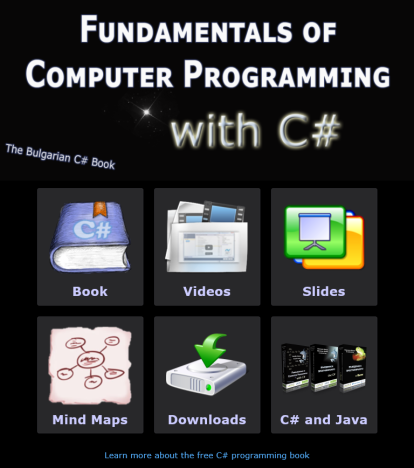 Fundamentals of
Computer Programming
with C#
The Bulgarian C# Book
C#
Book
Videos
Slides
Mind Maps
Downloads
C# and Java
Learn more about the free C# programming book